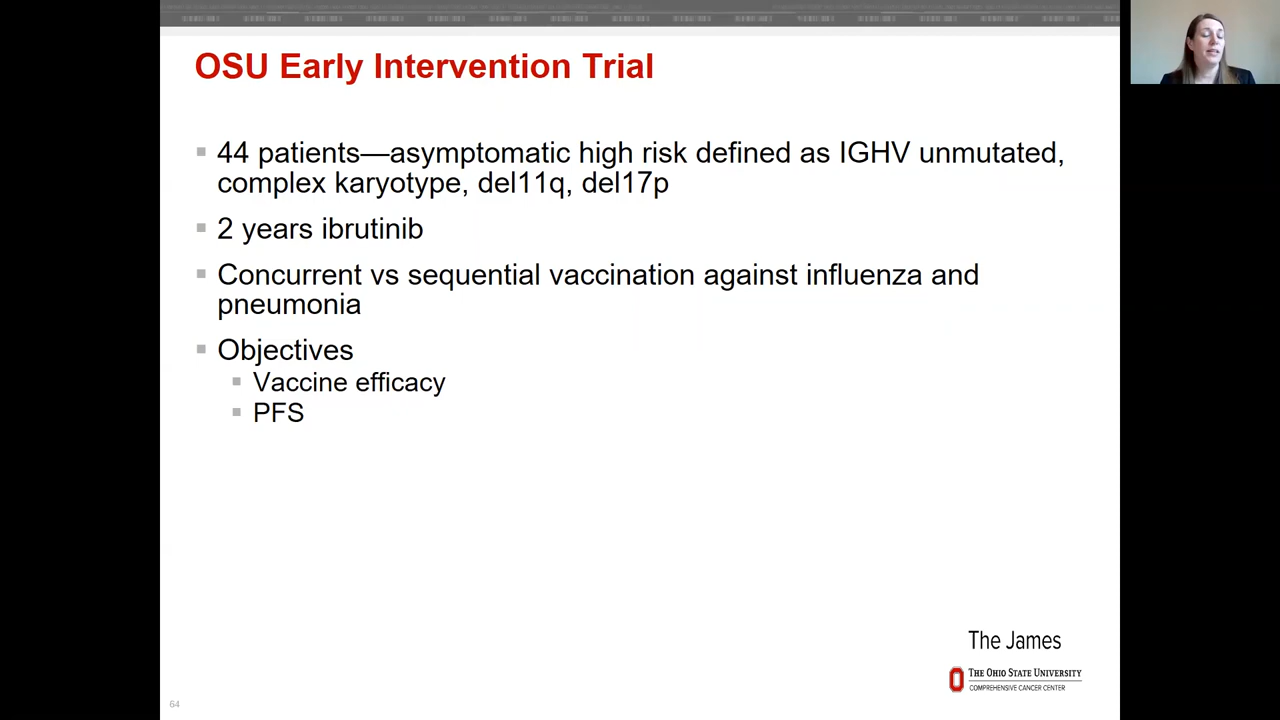 OSU Early Intervention Trial
44 patients—asymptomatic high risk defined as IGHV unmutated,
complex karyotype, del11q, del17p
2 years ibrutinib
Concurrent vs sequential vaccination against influenza and
pneumonia
Objectives
Vaccine efficacy
PFS
The James
THE OHIO STATE UNIVERSITY
COMPREHENSIVE CANCER CENTER
64